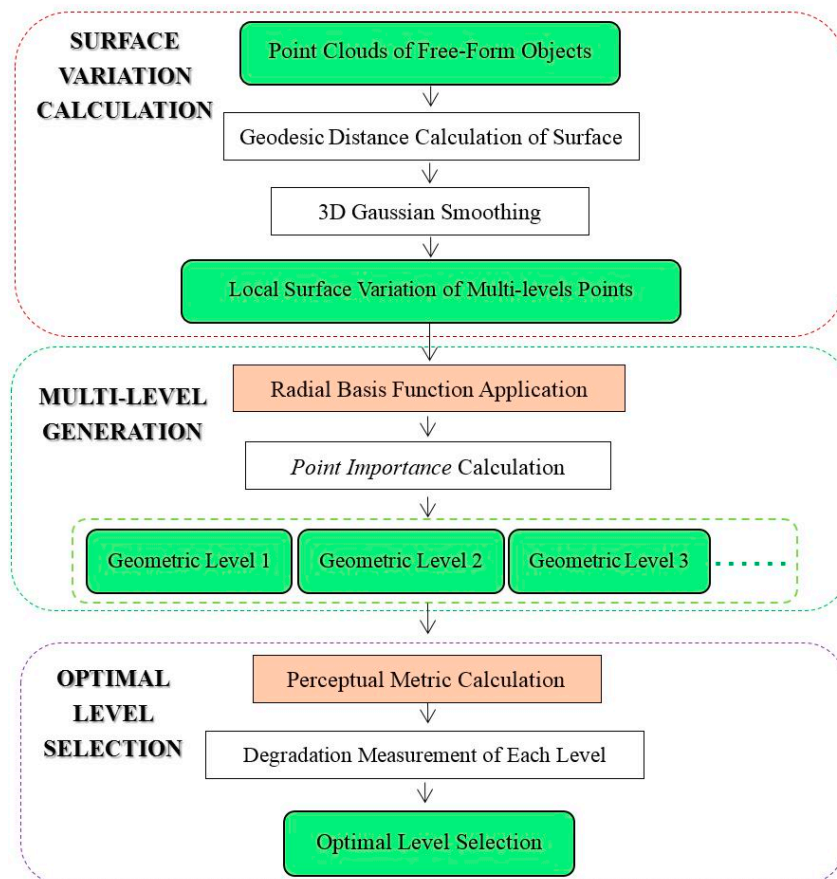 SURFACE
VARIATION
CALCULATION
Point Clouds of Free-Form Objects
Geodesic Distance Calculation of Surface
3D Gaussian Smoothing
Local Surface Variation of Multi-levels Points
MULTI-LEVEL
GENERATION
Radial Basis Function Application
Point Importance Calculation
Geometric Level 1
Geometric Level 2
Geometric Level 3
OPTIMAL
LEVEL
SELECTION
Perceptual Metric Calculation
Degradation Measurement of Each Level
Optimal Level Selection